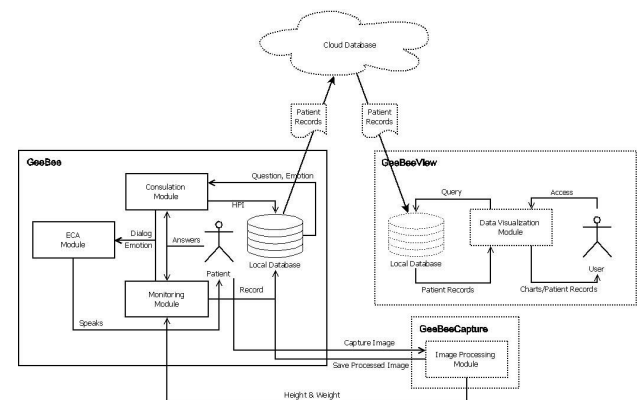 Cloud Database
Patient
Records
Patient
Records
GeeBee
GeeBeeView
Question, Emotion
Consulation
Module
HPI
Query
Access
ECA
Module
Dialog
Emotion
Answers
Data Visualization
Module
Local Database
Local Database
Patient
User
Monitoring
Module
Record
Patient Records
Charts/Patient Records
Speaks
GeeBeeCapture
Capture Image
Image Processing
Module
Save Processed Image
Height & Weight